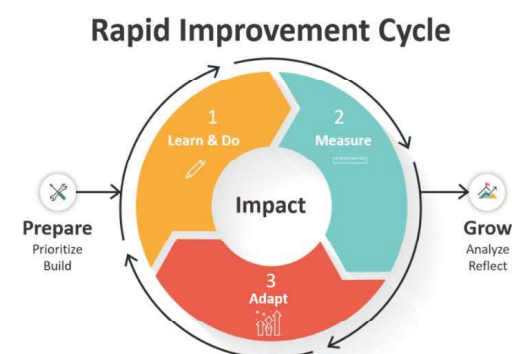 Rapid Improvement Cycle
1
Learn & Do
2
Measure
Impact
Prepare
Prioritize
Build
Grow
Analyze
Reflect
3
Adapt